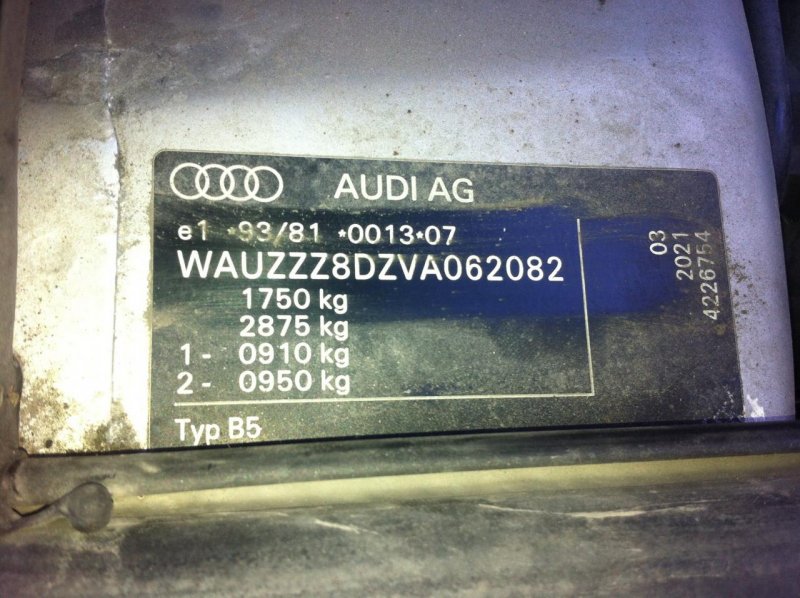 AUDI AG
e1 *93/81 *0013*07
WAUZZZ8DZVA062082
1750 kg
2875 kg
1- 0910 kg
2- 0950 kg
Typ B5
03
2021
4226754